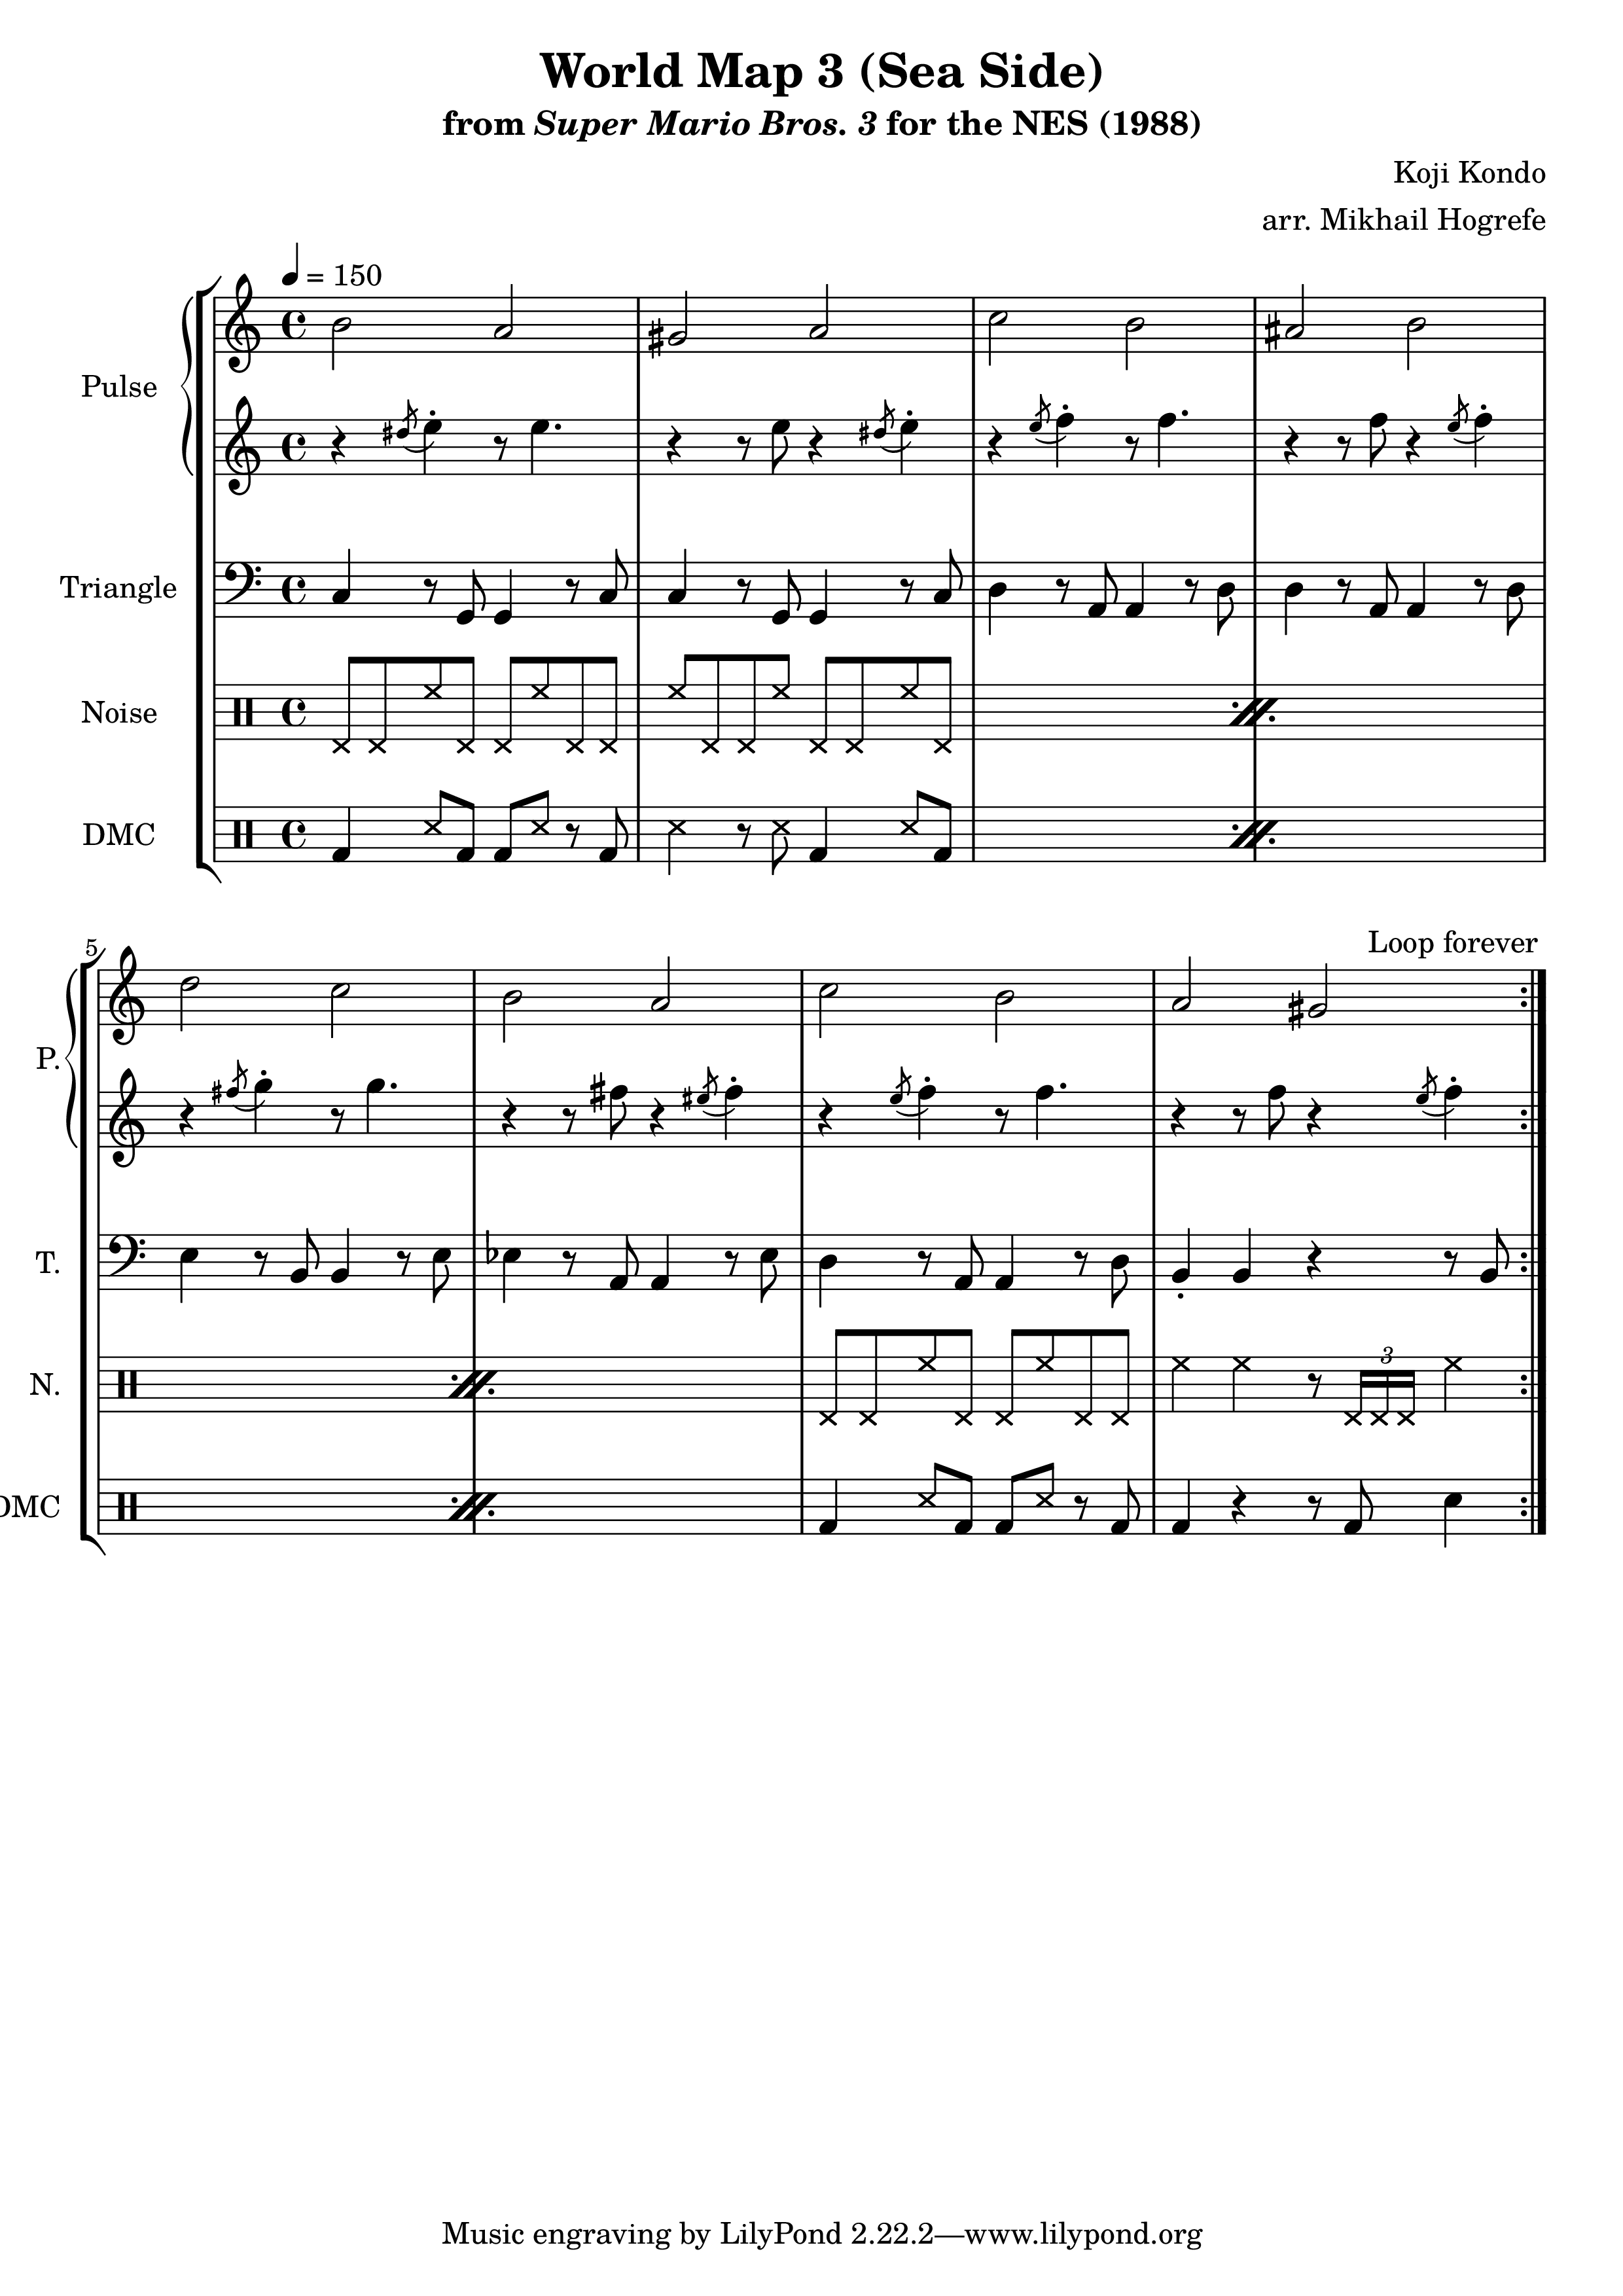 World Map 3 (Sea Side)
from Super Mario Bros. 3 for the NES (1988)
Koji Kondo
arr. Mikhail Hogrefe
= 150
Pulse
Triangle
Noise
DMC
5
Loop forever
P.
T.
N.
3
DMC
Music engraving by LilyPond 2.22.2—www.lilypond.org